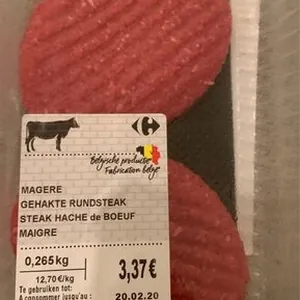 Belgische productie
Fabrication belge
MAGERE
GEHAKTE RUNDSTEAK
STEAK HACHE de BOEUF
MAIGRE
0,265kg
3,37€
12,70€/kg
Te gebruiken tot:
A consommer jusqu'au:
20.02.20